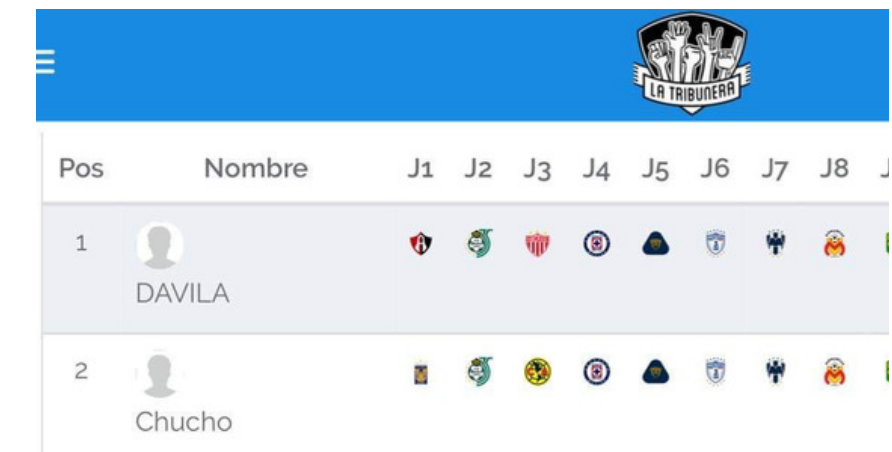 LA TRIBUNERA
Pos Nombre J1 J2 J3 J4 J5 J6 J7 J8
1
DAVILA
2
Chucho